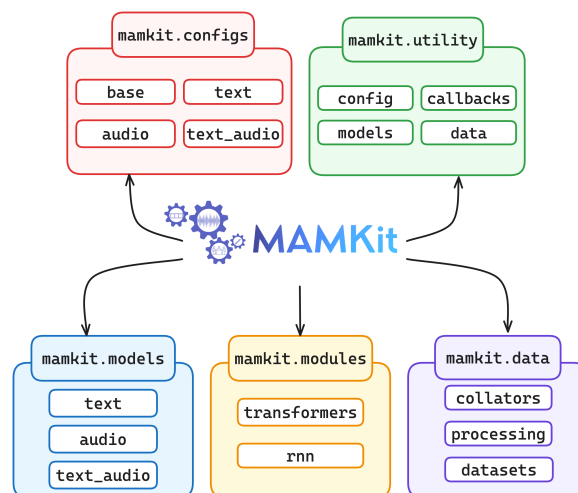 mamkit.configs
base
text
audio
text_audio
mamkit.utility
config
callbacks
models
data
MAMKit
mamkit.models
text
audio
text_audio
mamkit.modules
transformers
rnn
mamkit.data
collators
processing
datasets